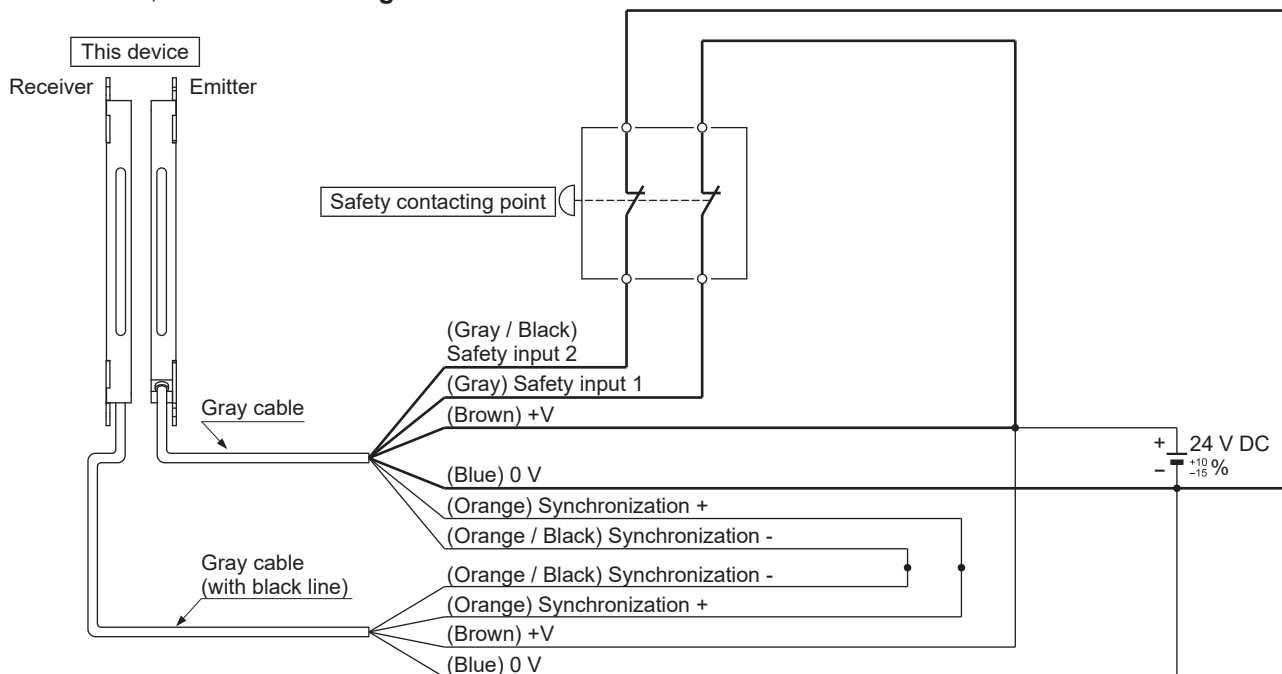 This device
Receiver
Emitter
Safety contacting point
(Gray / Black)
Safety input 2
(Gray) Safety input 1
Gray cable
(Brown) +V
+
24 V DC
−
+10
−15 %
(Blue) 0 V
(Orange) Synchronization +
(Orange / Black) Synchronization -
Gray cable
(with black line)
(Orange / Black) Synchronization -
(Orange) Synchronization +
(Brown) +V
(Blue) 0 V